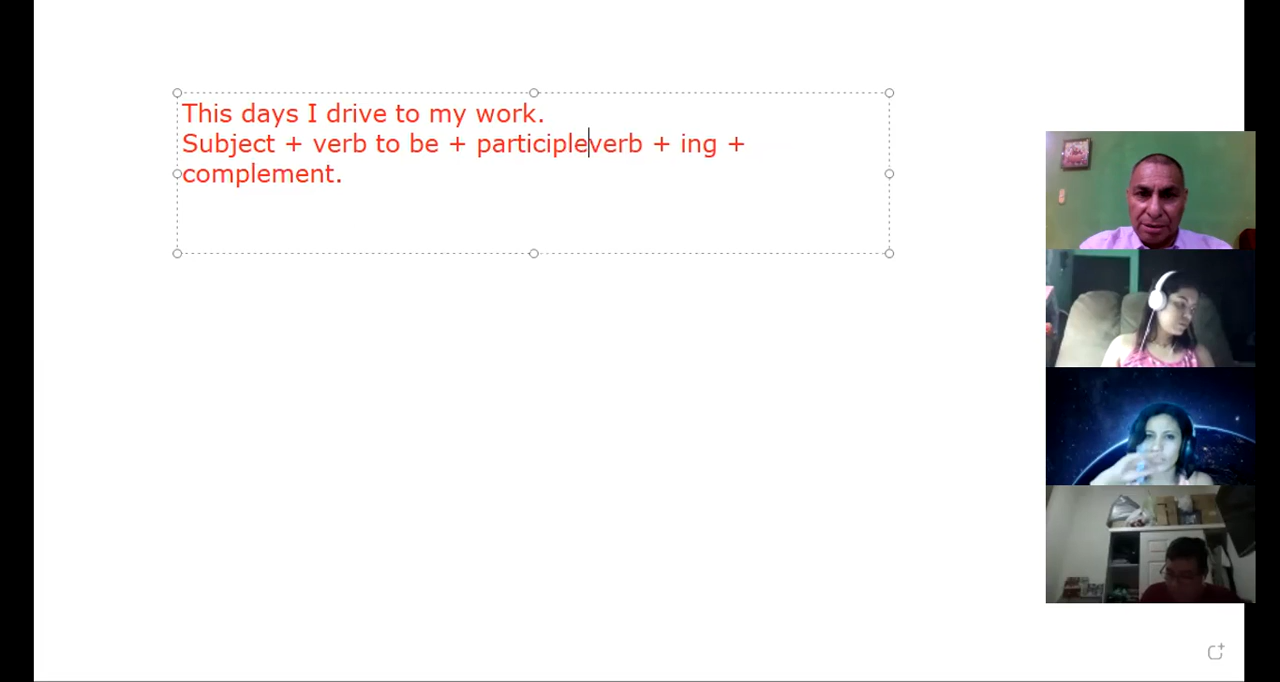 This days I drive to my work.
Subject + verb to be + participleverb + ing +
complement.